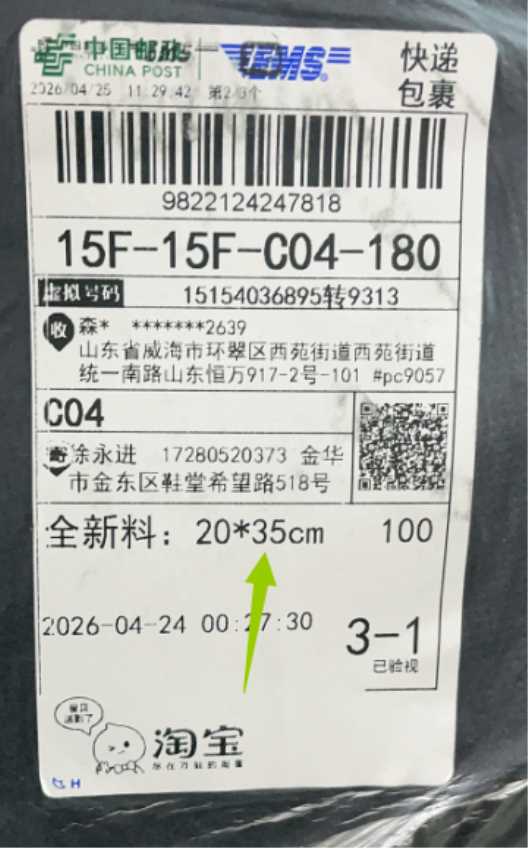 中国邮政
CHINA POST
EMS
快递
包裹
2026/04/25 11:29:42 第2/3个
9822124247818
15F-15F-C04-180
虚拟号码 15154036895转9313
收 森* *******2639
山东省威海市环翠区西苑街道西苑街道
统一南路山东恒万917-2号-101 #pc9057
C04
寄 徐永进 17280520373 金华
市金东区鞋塘希望路518号
全新料: 20*35cm 100
2026-04-24 00:27:30
3-1
已验视
淘宝